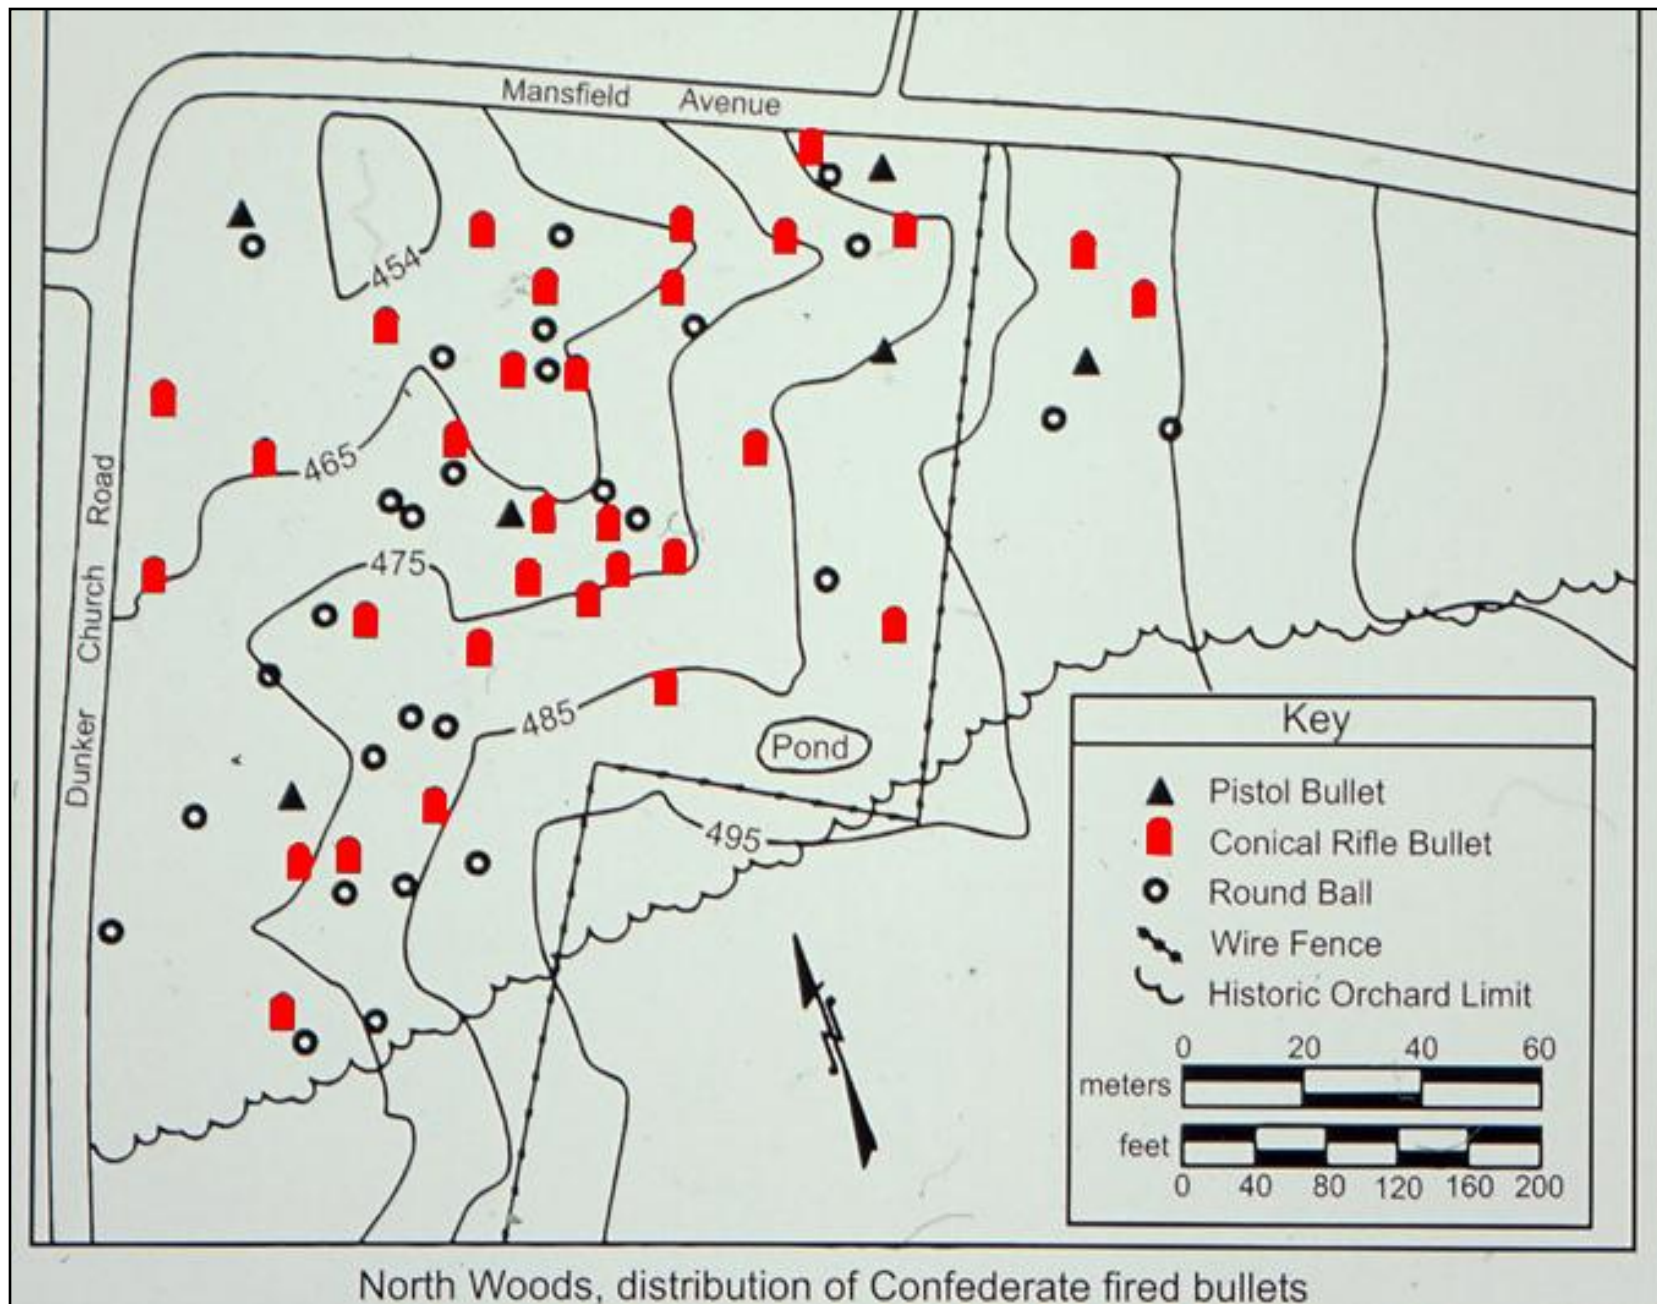 Mansfield Avenue
454
465
Dunker Church Road
475
485
Pond
495
Key
Pistol Bullet
Conical Rifle Bullet
Round Ball
Wire Fence
Historic Orchard Limit
0 20 40 60
meters
feet
0 40 80 120 160 200
North Woods, distribution of Confederate fired bullets